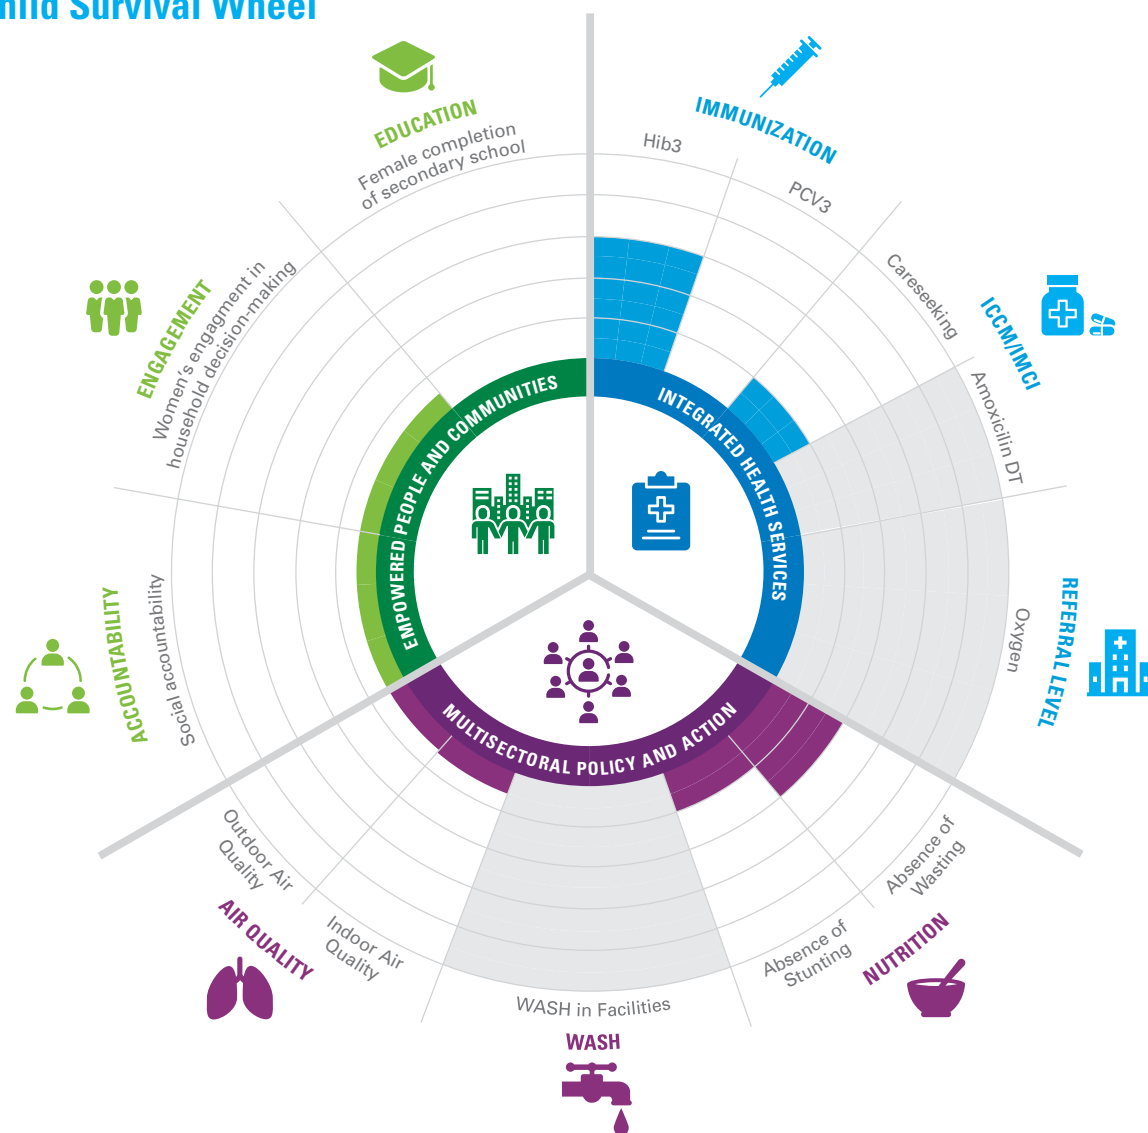 hild Survival Wheel
EDUCATION
Female completion
of secondary school
IMMUNIZATION
Hib3
PCV3
Careseeking
ICCM/IMCI
Amoxicilin DT
Oxygen
REFERRAL LEVEL
ENGAGEMENT
Women's engagment in
household decision-making
ACCOUNTABILITY
Social accountability
EMPOWERED PEOPLE AND COMMUNITIES
INTEGRATED HEALTH SERVICES
MULTISECTORAL POLICY AND ACTION
Outdoor Air
Quality
AIR QUALITY
Indoor Air
Quality
WASH in Facilities
WASH
Absence of
Stunting
NUTRITION
Absence of
Wasting